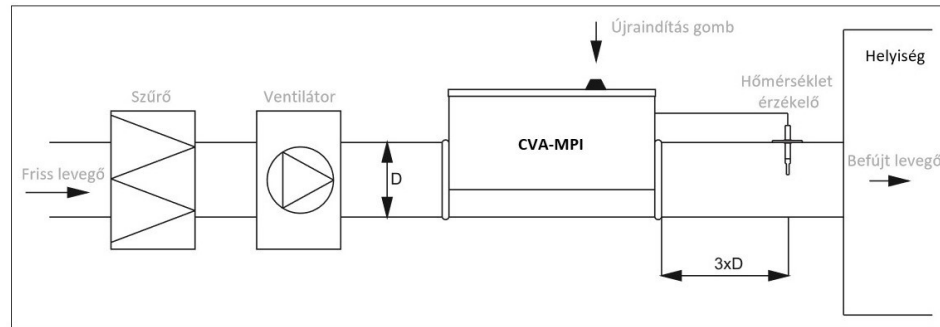 Újraindítás gomb
Helyiség
Szűrő
Ventilátor
Hőmérséklet
érzékelő
CVA-MPI
Friss levegő
D
Befújt levegő
3xD